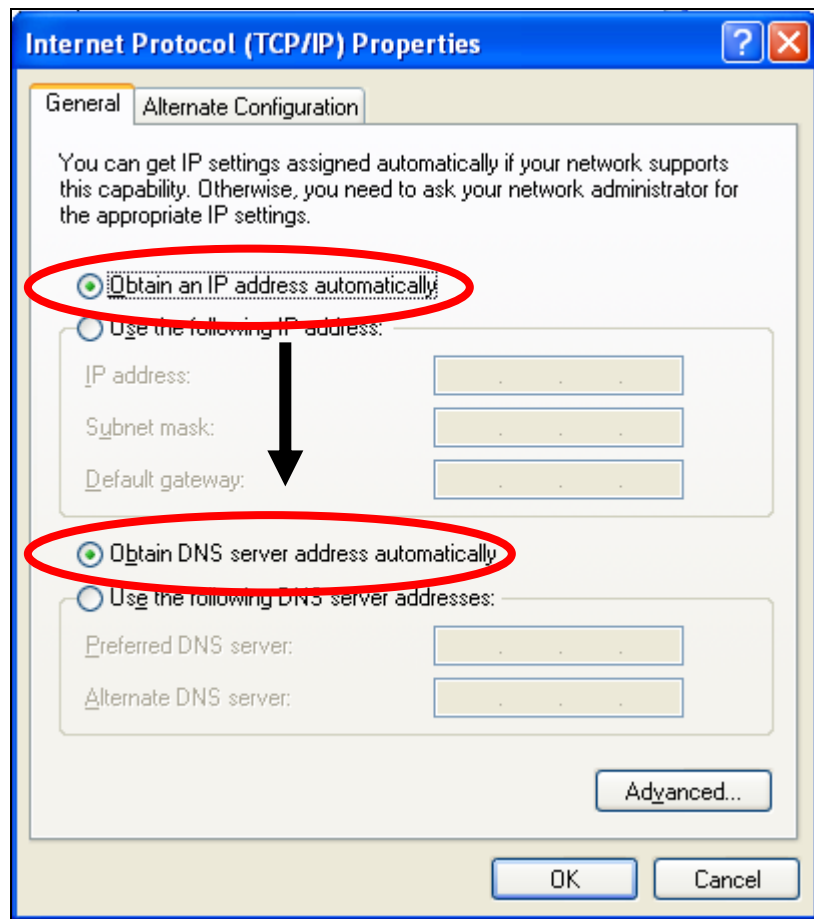 Internet Protocol (TCP/IP) Properties
General
Alternate Configuration
You can get IP settings assigned automatically if your network supports
this capability. Otherwise, you need to ask your network administrator for
the appropriate IP settings.
Obtain an IP address automatically
Use the following IP address:
IP address:
Subnet mask:
Default gateway:
Obtain DNS server address automatically
Use the following DNS server addresses:
Preferred DNS server:
Alternate DNS server:
Advanced...
OK
Cancel